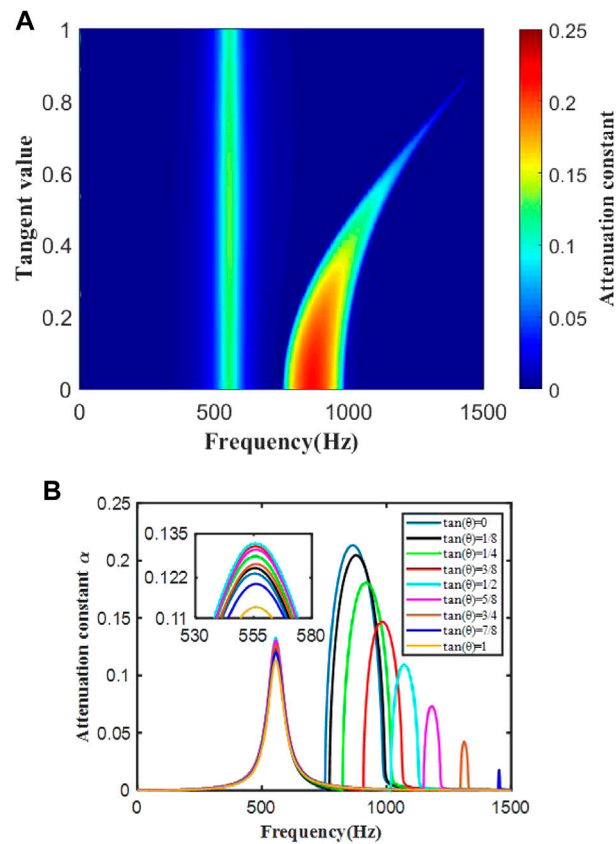 A
1
0.8
0.6
0.4
0.2
0
Tangent value
0
500
1000
1500
Frequency(Hz)
0.25
0.2
0.15
0.1
0.05
0
Attenuation constant
B
0.25
0.2
0.15
0.1
0.05
0
Attenuation constant α
0.135
0.122
0.11
530
555
580
tan(θ)=0
tan(θ)=1/8
tan(θ)=1/4
tan(θ)=3/8
tan(θ)=1/2
tan(θ)=5/8
tan(θ)=3/4
tan(θ)=7/8
tan(θ)=1
0
500
1000
1500
Frequency(Hz)